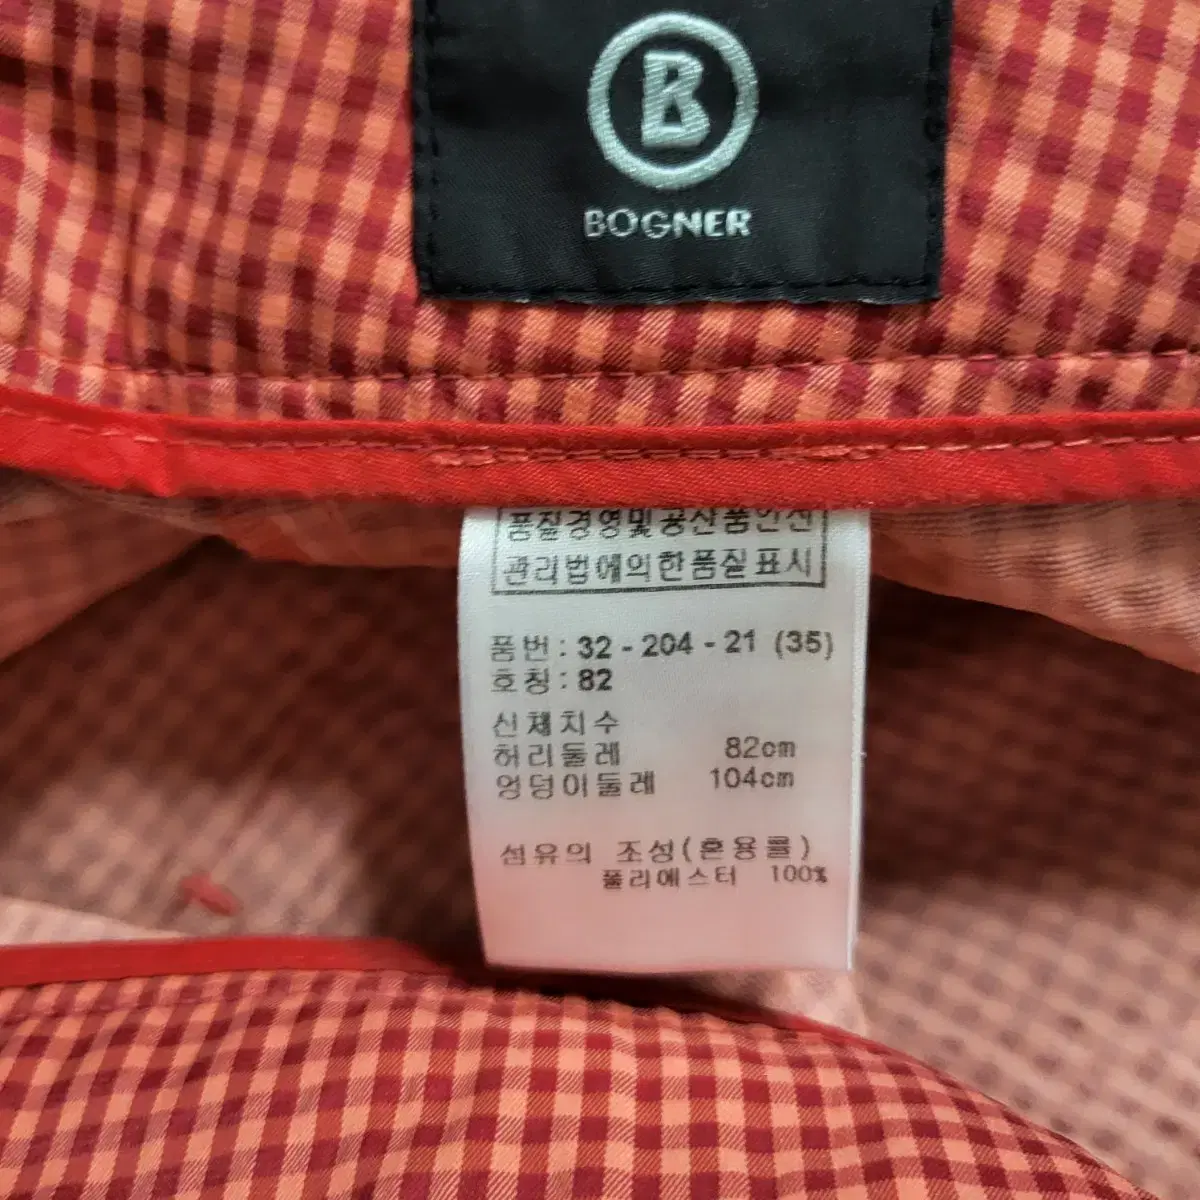 B
BOGNER
품질경영및공산품안전
관리법에의한품질표시
품번 : 32 - 204 - 21 (35)
호칭 : 82
신체치수
허리둘레 82cm
엉덩이둘레 104cm
섬유의 조성(혼용률)
폴리에스터 100%